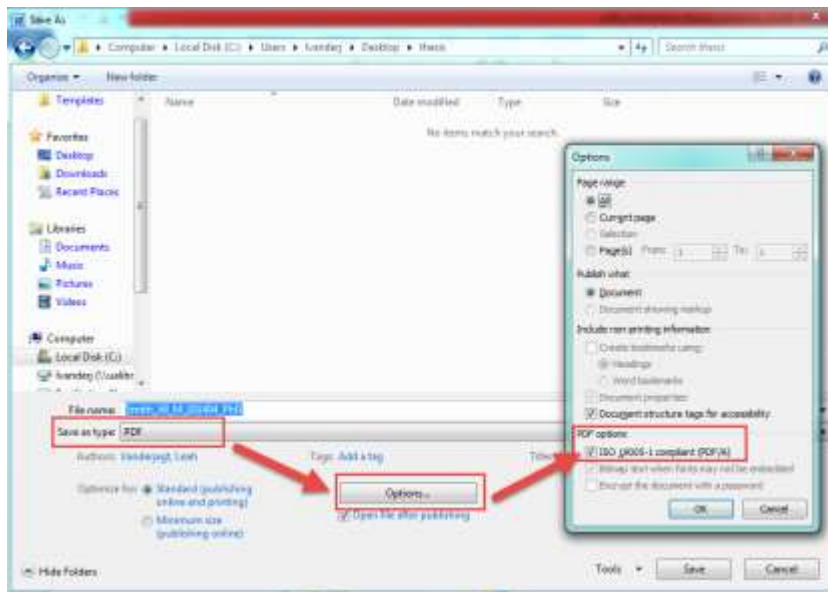 Save As
Computer Local Disk (C:) Users Desktop thesis
Search thesis
Organize New folder
Templates
Name Date modified Type Size
No items match your search.
Favorites
Desktop
Downloads
Recent Places
Libraries
Documents
Music
Pictures
Videos
Computer
Local Disk (C:)
File name:
Save as type: PDF
Authors: Tags: Add a tag
Optimize for: Standard (publishing
online and printing)
Minimum size
(publishing online)
Options...
Open file after publishing
Hide Folders
Tools Save Cancel
Options
Page range
All
Current page
Selection
Page(s) From: 1 To: 1
Publish what
Document
Document showing markup
Include non-printing information
Create bookmarks using:
Headings
Word bookmarks
Document properties
Document structure tags for accessibility
PDF options
ISO 19005-1 compliant (PDF/A)
Bitmap text when fonts may not be embedded
Encrypt the document with a password
OK Cancel